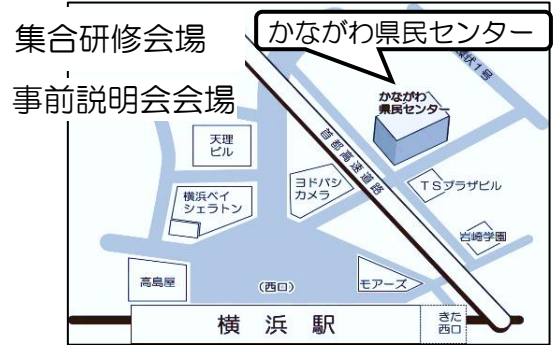 集合研修会場
事前説明会会場
かながわ県民センター
かながわ
県民センター
天理
ビル
首都高速道路
横浜ベイ
シェラトン
ヨドバシ
カメラ
TSプラザビル
岩崎学園
高島屋
(西口)
モアーズ
横浜駅
きた
西口